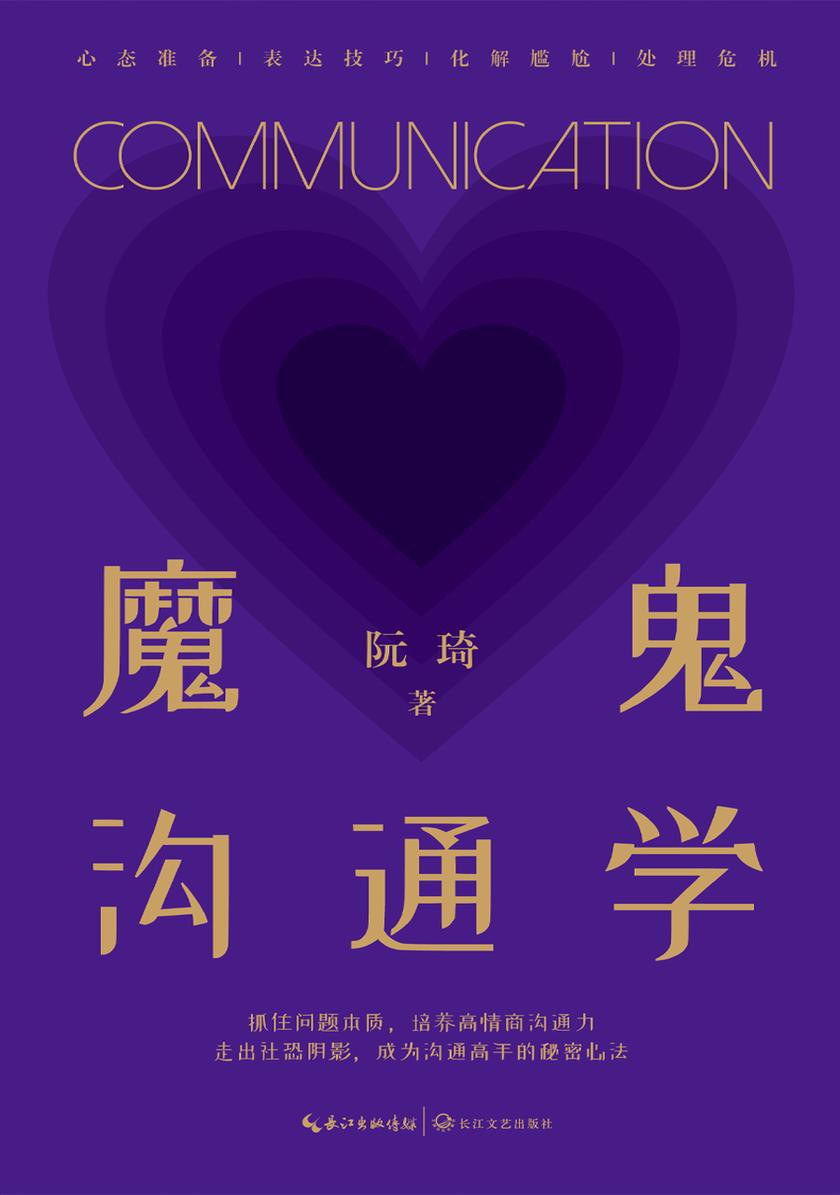 心态准备|表达技巧|化解尴尬|处理危机
COMMUNICATION
魔鬼
阮琦
著
沟通学
抓住问题本质，培养高情商沟通力
走出社恐阴影，成为沟通高手的秘密心法
长江出版传媒|长江文艺出版社